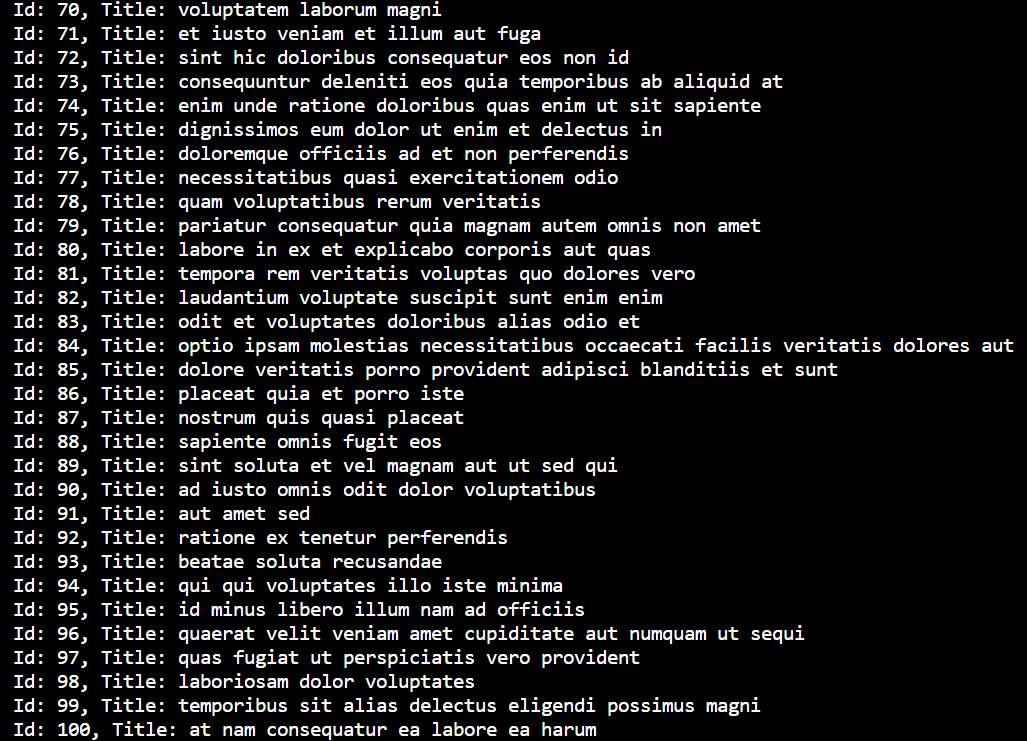 Id: 70, Title: voluptatem laborum magni
Id: 71, Title: et iusto veniam et illum aut fuga
Id: 72, Title: sint hic doloribus consequatur eos non id
Id: 73, Title: consequuntur deleniti eos quia temporibus ab aliquid at
Id: 74, Title: enim unde ratione doloribus quas enim ut sit sapiente
Id: 75, Title: dignissimos eum dolor ut enim et delectus in
Id: 76, Title: doloremque officiis ad et non perferendis
Id: 77, Title: necessitatibus quasi exercitationem odio
Id: 78, Title: quam voluptatibus rerum veritatis
Id: 79, Title: pariatur consequatur quia magnam autem omnis non amet
Id: 80, Title: labore in ex et explicabo corporis aut quas
Id: 81, Title: tempora rem veritatis voluptas quo dolores vero
Id: 82, Title: laudantium voluptate suscipit sunt enim enim
Id: 83, Title: odit et voluptates doloribus alias odio et
Id: 84, Title: optio ipsam molestias necessitatibus occaecati facilis veritatis dolores aut
Id: 85, Title: dolore veritatis porro provident adipisci blanditiis et sunt
Id: 86, Title: placeat quia et porro iste
Id: 87, Title: nostrum quis quasi placeat
Id: 88, Title: sapiente omnis fugit eos
Id: 89, Title: sint soluta et vel magnam aut ut sed qui
Id: 90, Title: ad iusto omnis odit dolor voluptatibus
Id: 91, Title: aut amet sed
Id: 92, Title: ratione ex tenetur perferendis
Id: 93, Title: beatae soluta recusandae
Id: 94, Title: qui qui voluptates illo iste minima
Id: 95, Title: id minus libero illum nam ad officiis
Id: 96, Title: quaerat velit veniam amet cupiditate aut numquam ut sequi
Id: 97, Title: quas fugiat ut perspiciatis vero provident
Id: 98, Title: laboriosam dolor voluptates
Id: 99, Title: temporibus sit alias delectus eligendi possimus magni
Id: 100, Title: at nam consequatur ea labore ea harum